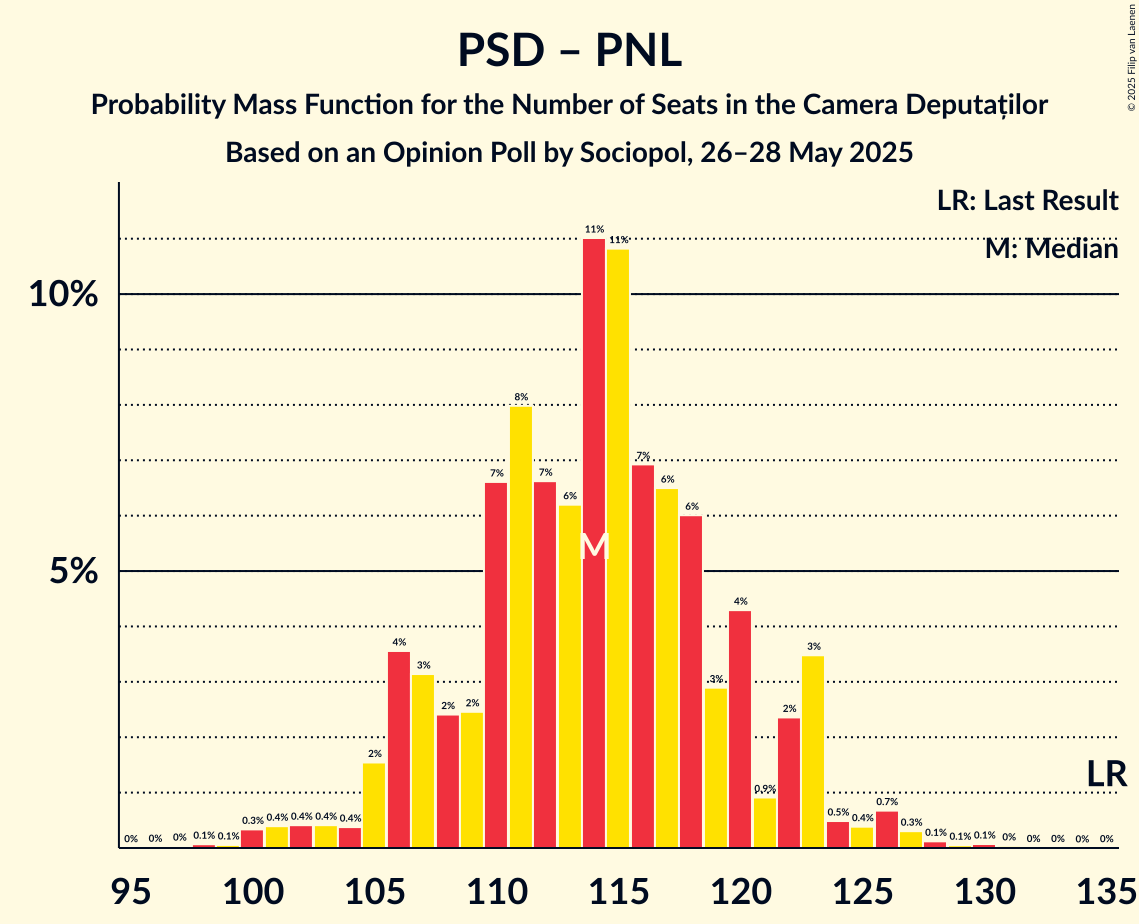 PSD – PNL
Probability Mass Function for the Number of Seats in the Camera Deputaților
Based on an Opinion Poll by Sociopol, 26–28 May 2025
© 2025 Filip van Laenen
LR: Last Result
M: Median
10%
5%
0% 0% 0% 0.1% 0.1% 0.3% 0.4% 0.4% 0.4% 0.4% 2% 4% 3% 2% 2% 7% 8% 7% 6% 11% 11% 7% 6% 6% 3% 4% 0.9% 2% 3% 0.5% 0.4% 0.7% 0.3% 0.1% 0.1% 0.1% 0% 0% 0% 0% 0%
M
LR
95 100 105 110 115 120 125 130 135